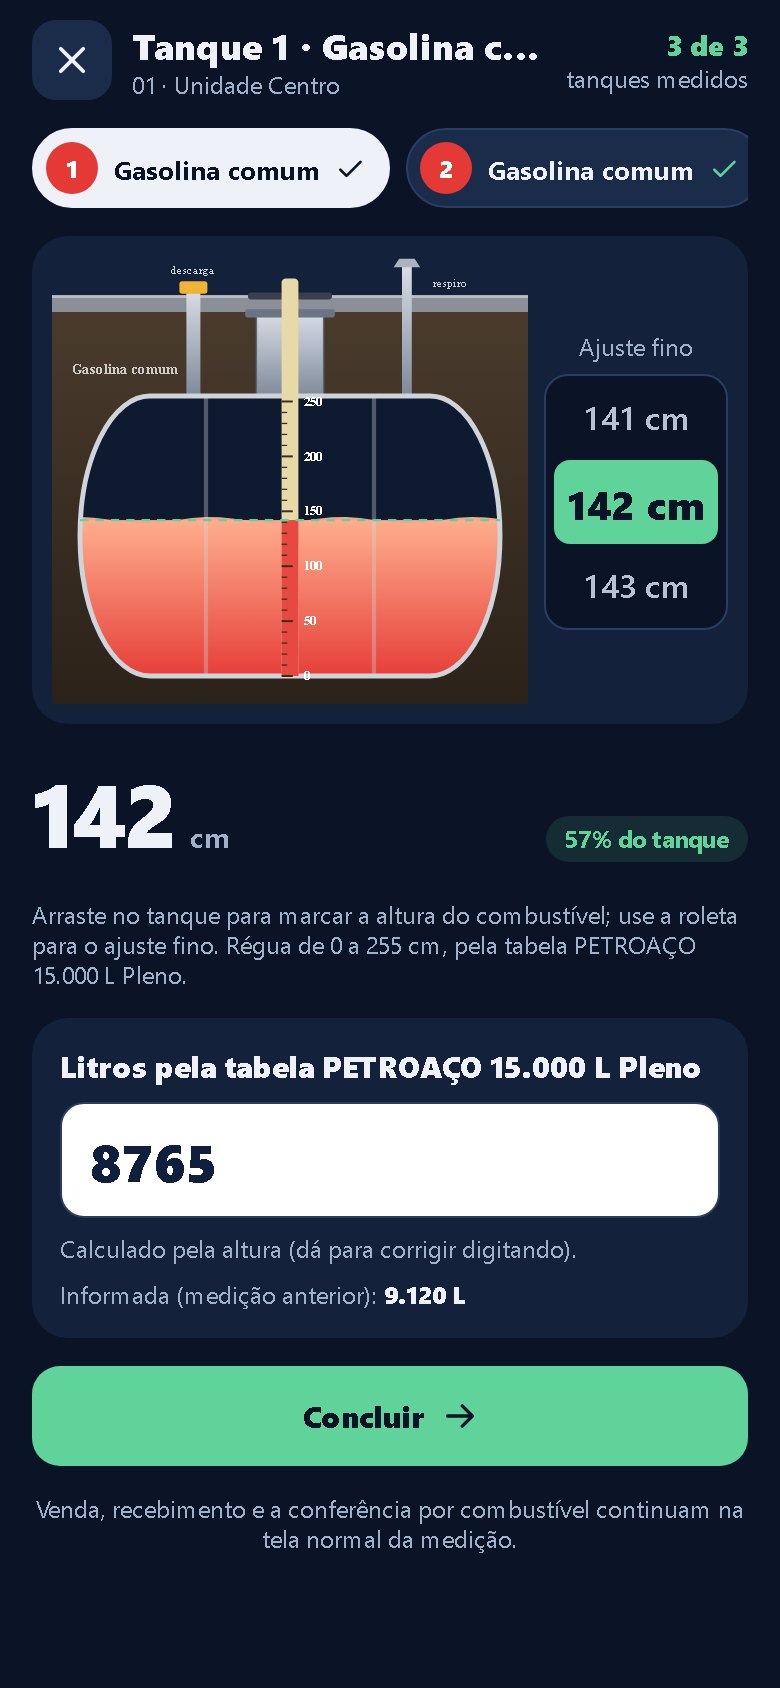 Tanque 1 · Gasolina c...
01 · Unidade Centro
3 de 3
tanques medidos
1 Gasolina comum
2 Gasolina comum
descarga
respiro
Gasolina comum
250
200
150
100
50
0
Ajuste fino
141 cm
142 cm
143 cm
142 cm
57% do tanque
Arraste no tanque para marcar a altura do combustível; use a roleta
para o ajuste fino. Régua de 0 a 255 cm, pela tabela PETROAÇO
15.000 L Pleno.
Litros pela tabela PETROAÇO 15.000 L Pleno
8765
Calculado pela altura (dá para corrigir digitando).
Informada (medição anterior): 9.120 L
Concluir →
Venda, recebimento e a conferência por combustível continuam na
tela normal da medição.